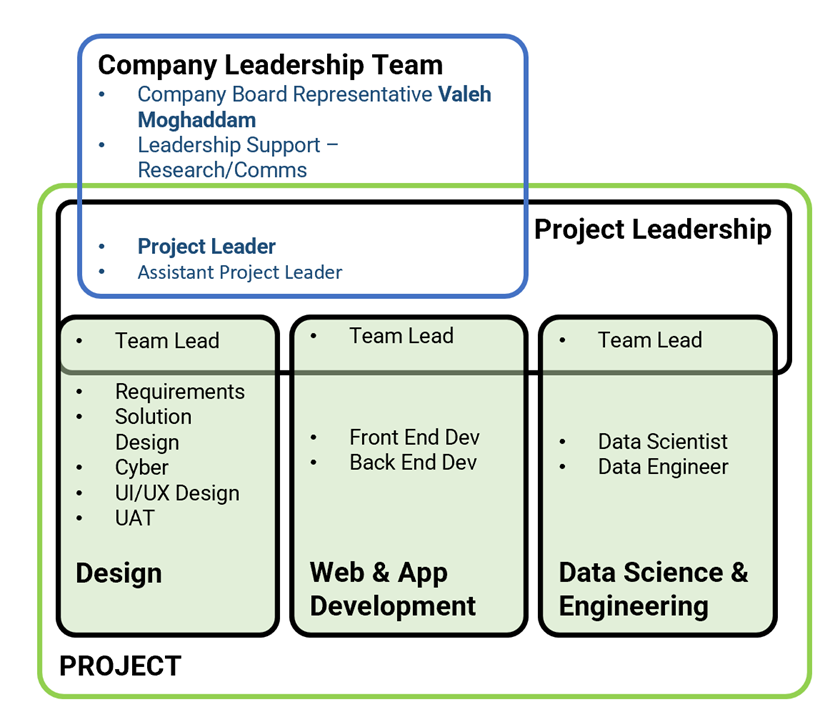 Company Leadership Team
• Company Board Representative Valeh
Moghaddam
• Leadership Support –
Research/Comms
Project Leadership
• Project Leader
• Assistant Project Leader
• Team Lead
• Requirements
• Solution
Design
• Cyber
• UI/UX Design
• UAT
Design
• Team Lead
• Front End Dev
• Back End Dev
Web & App
Development
• Team Lead
• Data Scientist
• Data Engineer
Data Science &
Engineering
PROJECT